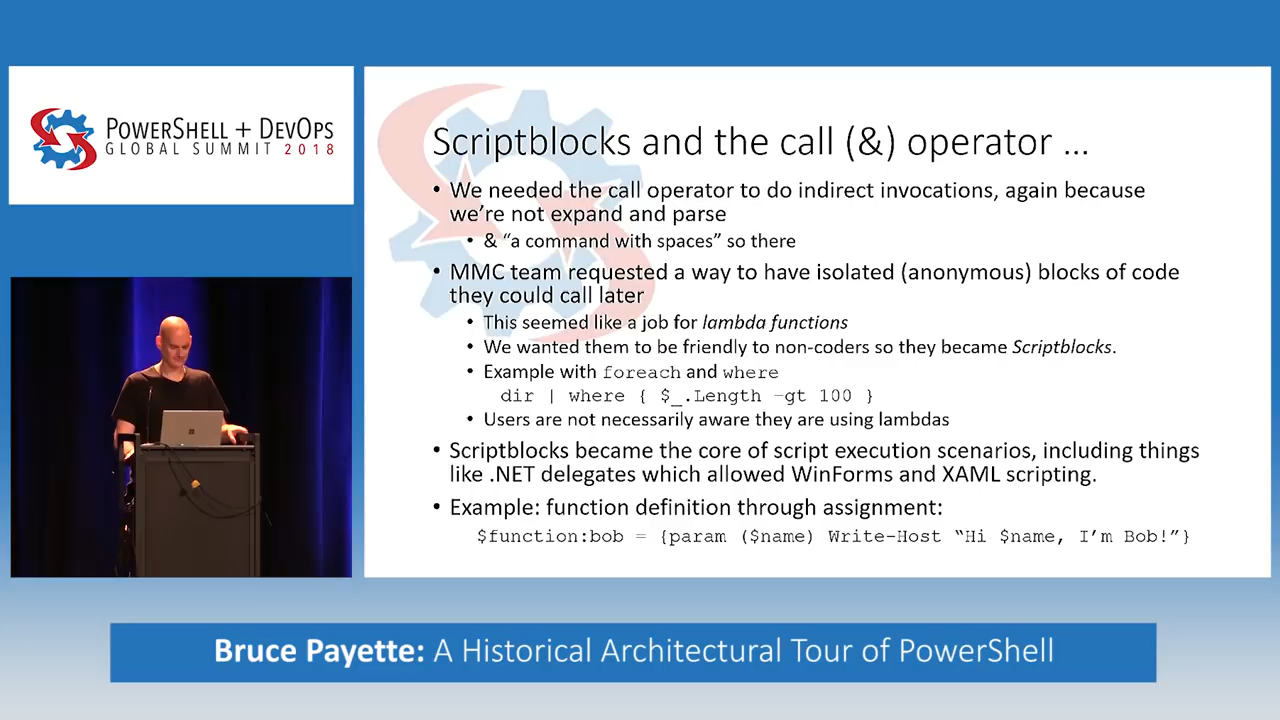 POWERSHELL + DEVOPS
GLOBAL SUMMIT 2018
Scriptblocks and the call (&) operator ...
• We needed the call operator to do indirect invocations, again because
we're not expand and parse
• & “a command with spaces” so there
• MMC team requested a way to have isolated (anonymous) blocks of code
they could call later
• This seemed like a job for lambda functions
• We wanted them to be friendly to non-coders so they became Scriptblocks.
• Example with foreach and where
dir | where { $_.Length –gt 100 }
• Users are not necessarily aware they are using lambdas
• Scriptblocks became the core of script execution scenarios, including things
like .NET delegates which allowed WinForms and XAML scripting.
• Example: function definition through assignment:
$function:bob = {param ($name) Write-Host “Hi $name, I’m Bob!”}
Bruce Payette: A Historical Architectural Tour of PowerShell